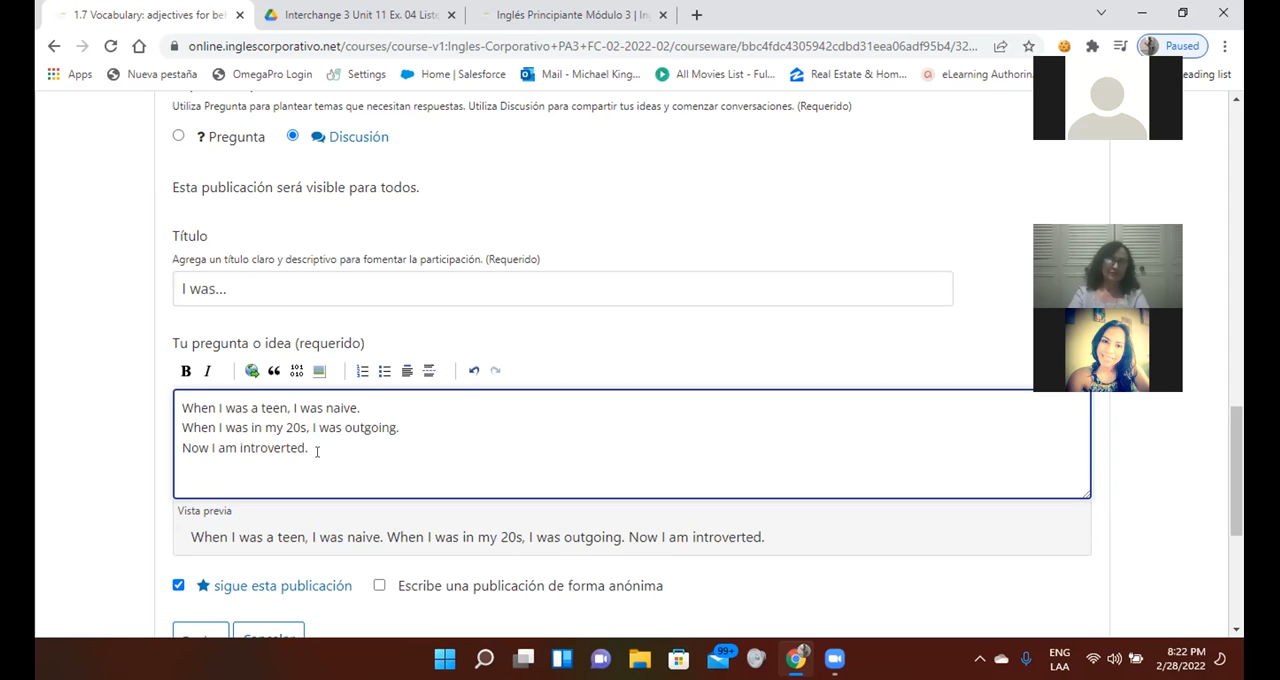 1.7 Vocabulary: adjectives for be
Interchange 3 Unit 11 Ex. 04 Liste
Inglés Principiante Módulo 3 | In
online.inglescorporativo.net/courses/course-v1:Ingles-Corporativo+PA3+FC-02-2022-02/courseware/bbc4fdc4305942cdbd31eea06adf95b4/32...
Paused
Apps
Nueva pestaña
OmegaPro Login
Settings
Home | Salesforce
Mail - Michael King...
All Movies List - Ful...
Real Estate & Hom...
eLearning Authorin
eading list
Utiliza Pregunta para plantear temas que necesitan respuestas. Utiliza Discusión para compartir tus ideas y comenzar conversaciones. (Requerido)
? Pregunta
Discusión
Esta publicación será visible para todos.
Título
Agrega un título claro y descriptivo para fomentar la participación. (Requerido)
I was...
Tu pregunta o idea (requerido)
B I
When I was a teen, I was naive.
When I was in my 20s, I was outgoing.
Now I am introverted.
Vista previa
When I was a teen, I was naive. When I was in my 20s, I was outgoing. Now I am introverted.
sigue esta publicación
Escribe una publicación de forma anónima
Cancelar
99+
ENG
LAA
8:22 PM
2/28/2022